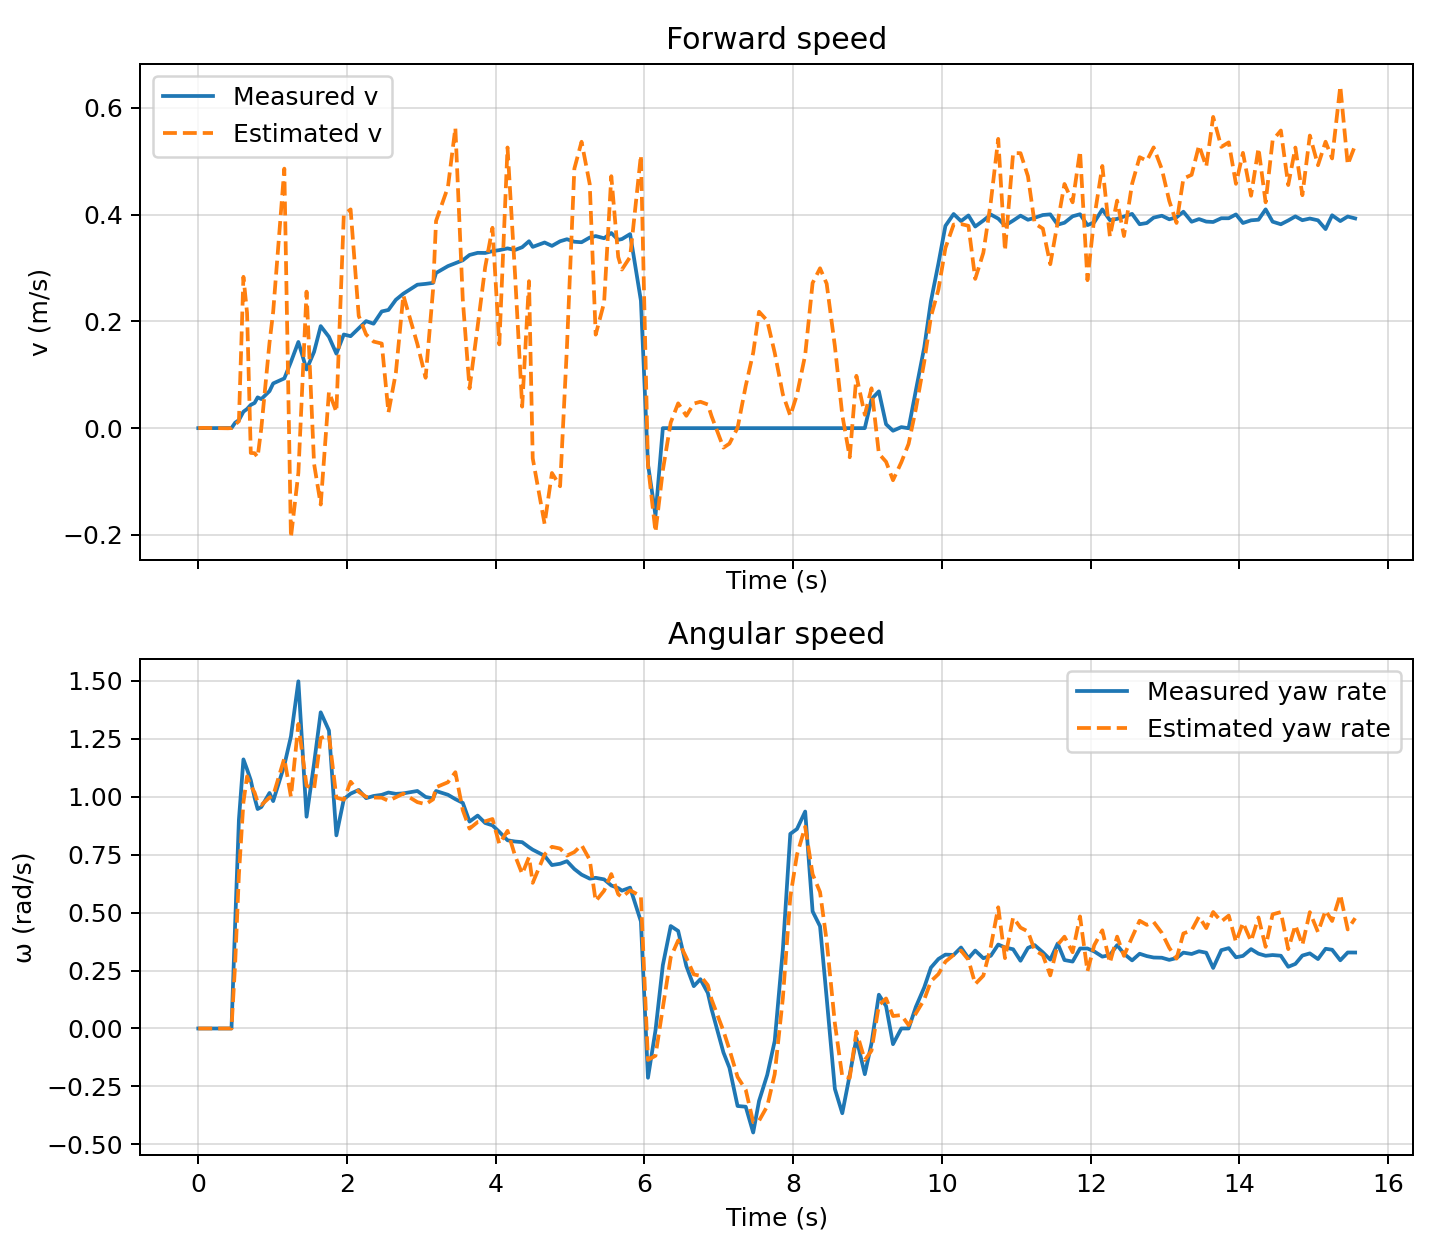 Forward speed
Measured v
Estimated v
v (m/s)
0.6
0.4
0.2
0.0
−0.2
Time (s)
Angular speed
Measured yaw rate
Estimated yaw rate
ω (rad/s)
1.50
1.25
1.00
0.75
0.50
0.25
0.00
−0.25
−0.50
0 2 4 6 8 10 12 14 16
Time (s)